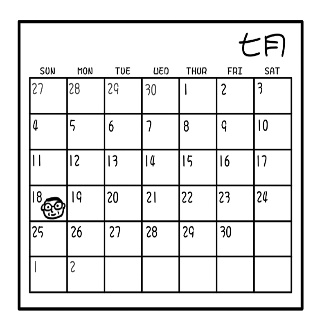 七月
SUN MON TUE WED THUR FRI SAT
27 28 29 30 1 2 3
4 5 6 7 8 9 10
11 12 13 14 15 16 17
18 19 20 21 22 23 24
25 26 27 28 29 30
1 2